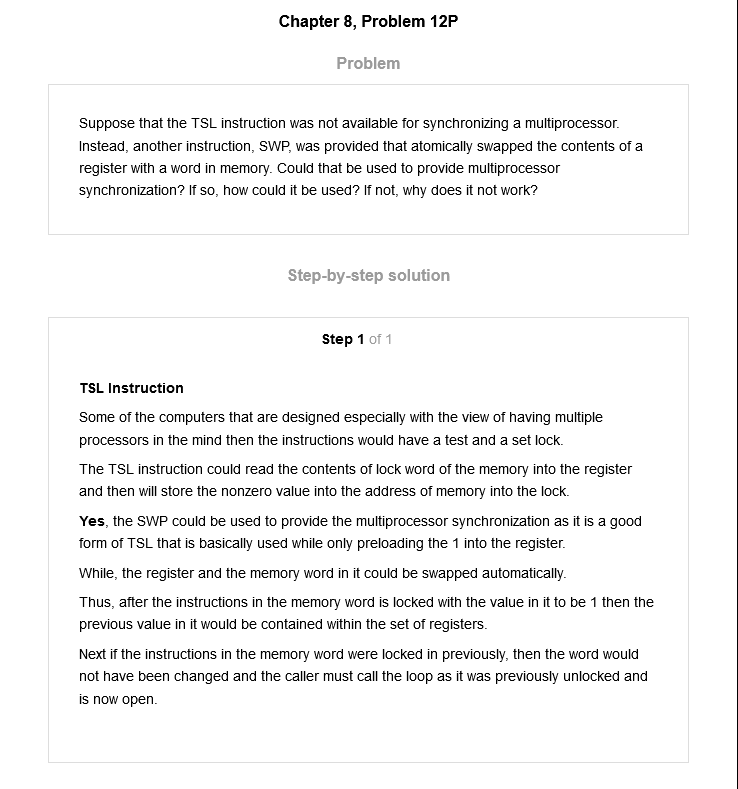 Chapter 8, Problem 12P
Problem
Suppose that the TSL instruction was not available for synchronizing a multiprocessor.
Instead, another instruction, SWP, was provided that atomically swapped the contents of a
register with a word in memory. Could that be used to provide multiprocessor
synchronization? If so, how could it be used? If not, why does it not work?
Step-by-step solution
Step 1 of 1
TSL Instruction
Some of the computers that are designed especially with the view of having multiple
processors in the mind then the instructions would have a test and a set lock.
The TSL instruction could read the contents of lock word of the memory into the register
and then will store the nonzero value into the address of memory into the lock.
Yes, the SWP could be used to provide the multiprocessor synchronization as it is a good
form of TSL that is basically used while only preloading the 1 into the register.
While, the register and the memory word in it could be swapped automatically.
Thus, after the instructions in the memory word is locked with the value in it to be 1 then the
previous value in it would be contained within the set of registers.
Next if the instructions in the memory word were locked in previously, then the word would
not have been changed and the caller must call the loop as it was previously unlocked and
is now open.